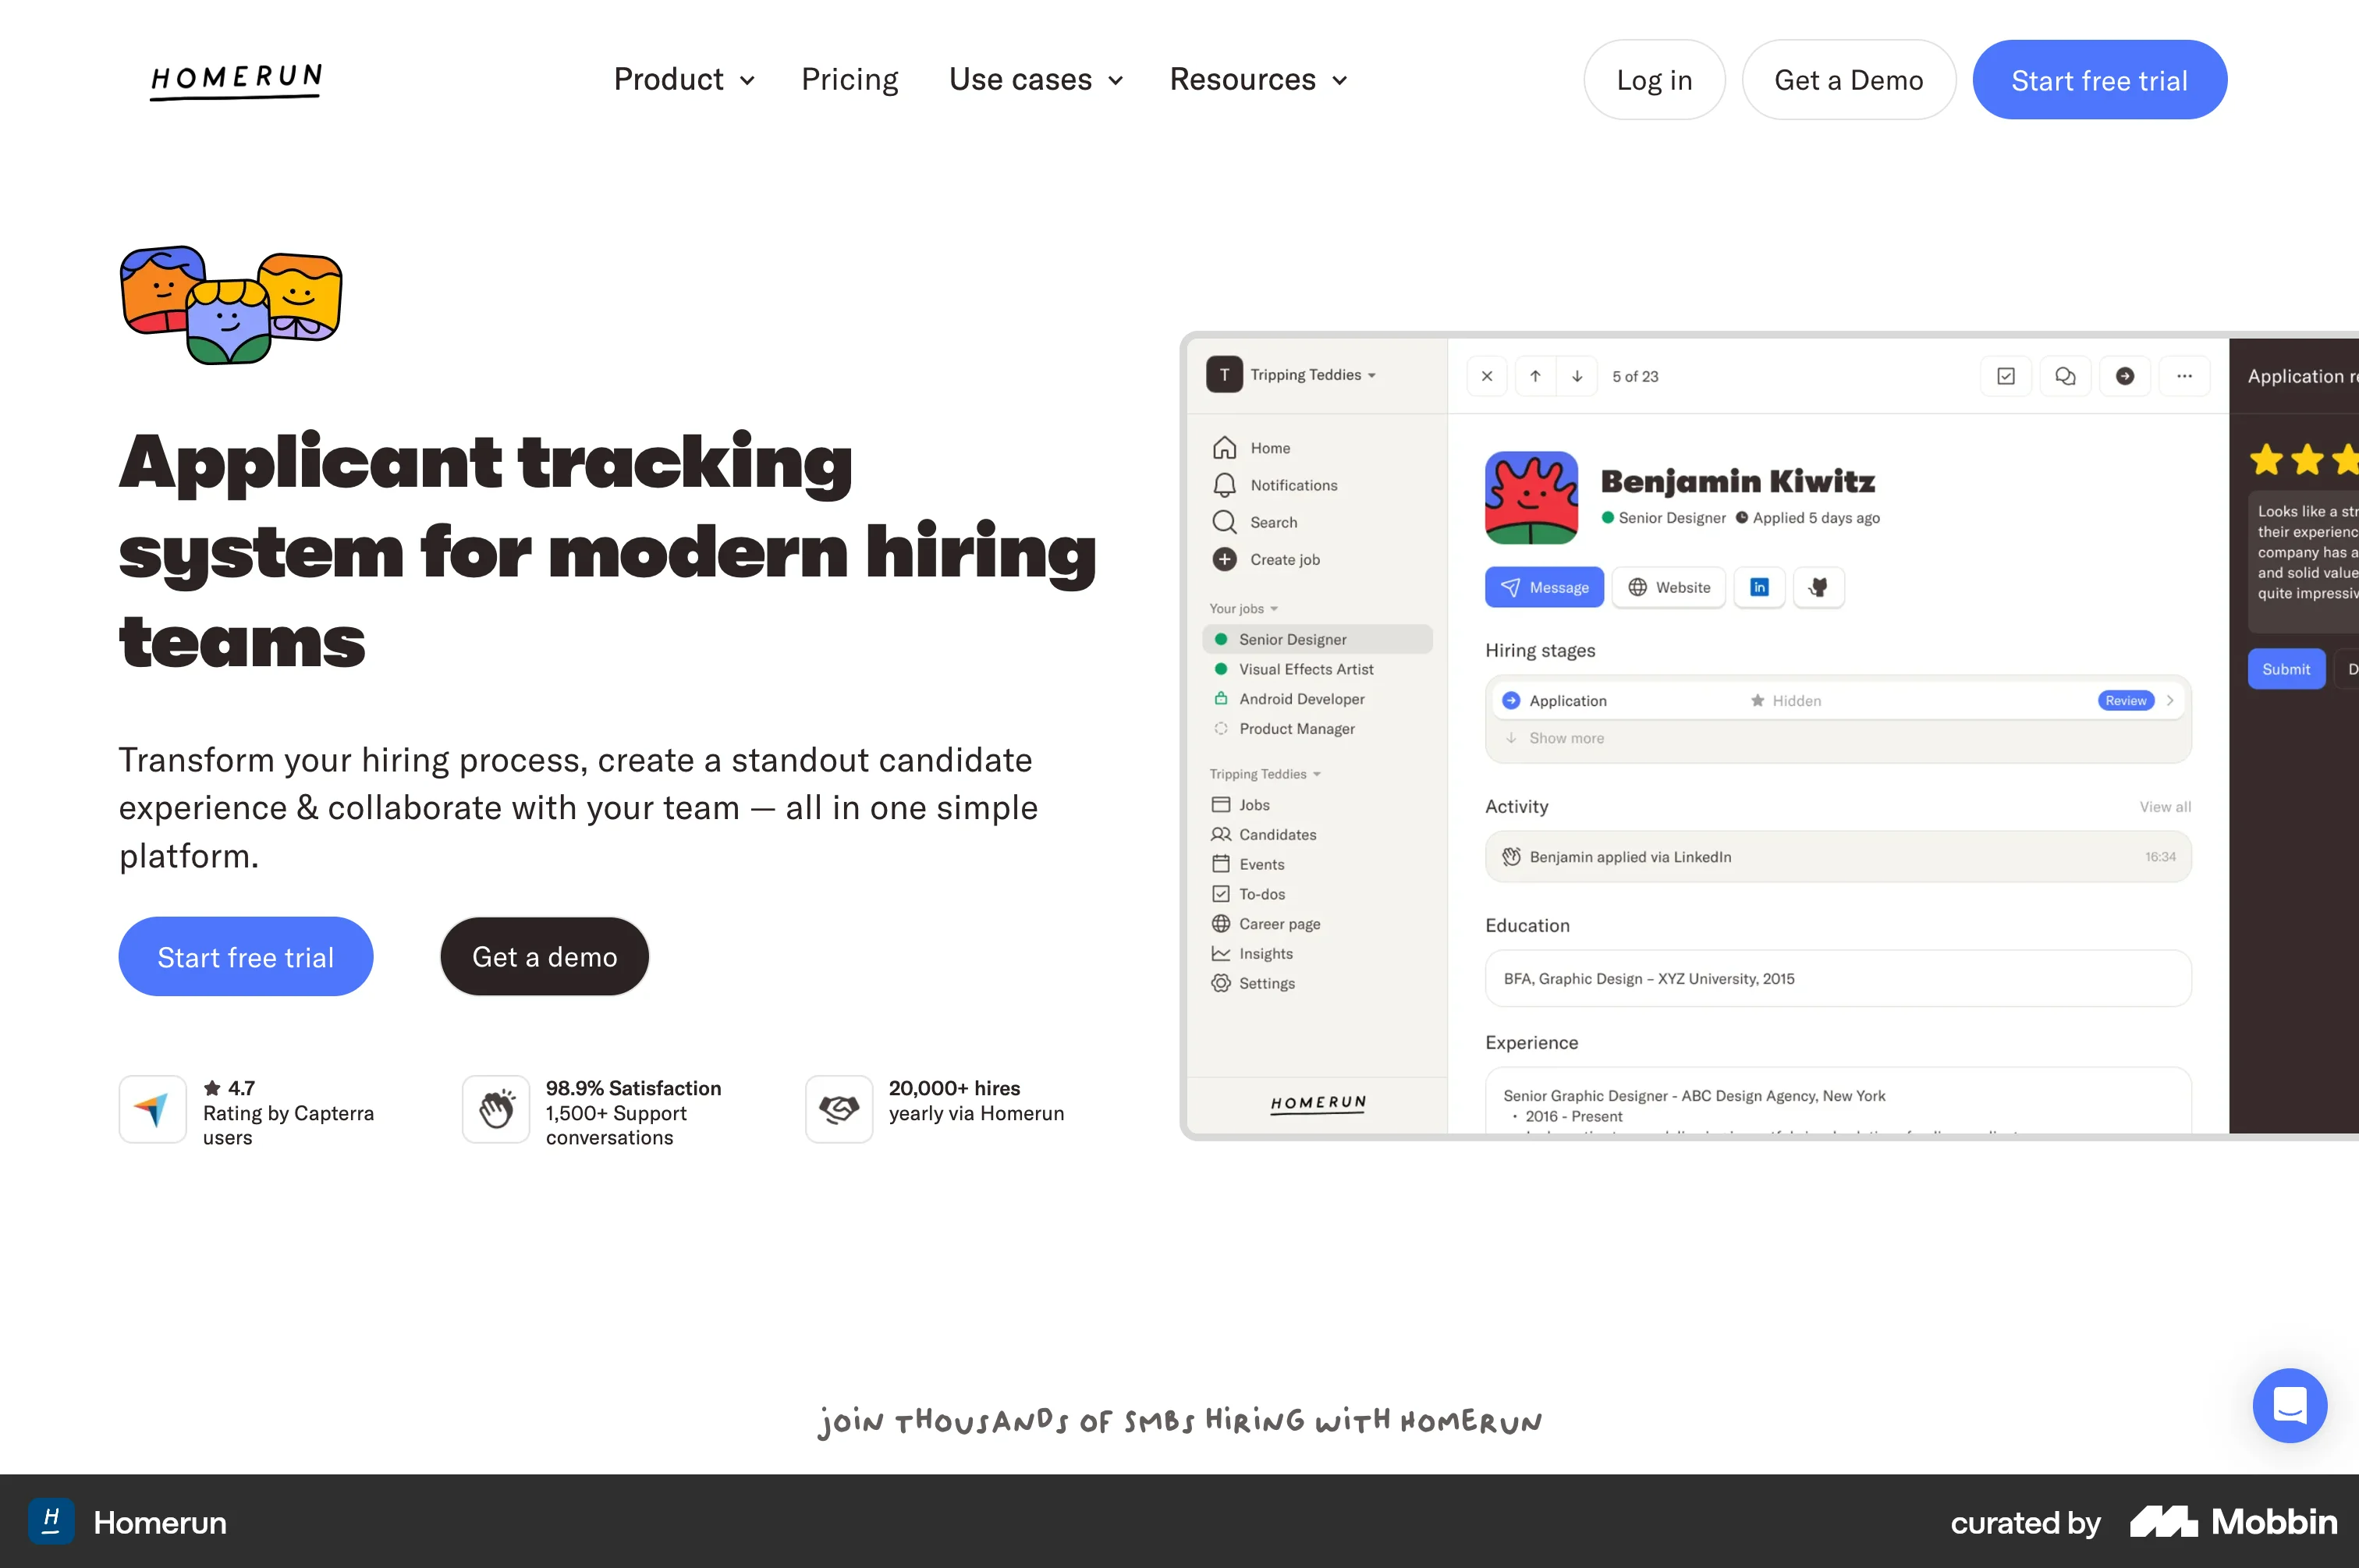 HOMERUN
Product
Pricing
Use cases
Resources
Log in
Get a Demo
Start free trial
Applicant tracking
system for modern hiring
teams
Transform your hiring process, create a standout candidate
experience & collaborate with your team — all in one simple
platform.
Start free trial
Get a demo
4.7
Rating by Capterra
users
98.9% Satisfaction
1,500+ Support
conversations
20,000+ hires
yearly via Homerun
T
Tripping Teddies
Home
Notifications
Search
Create job
Your jobs
Senior Designer
Visual Effects Artist
Android Developer
Product Manager
Tripping Teddies
Jobs
Candidates
Events
To-dos
Career page
Insights
Settings
HOMERUN
5 of 23
Benjamin Kiwitz
Senior Designer
Applied 5 days ago
Message
Website
in
Hiring stages
Application
Hidden
Review
Show more
Activity
View all
Benjamin applied via LinkedIn
16:34
Education
BFA, Graphic Design – XYZ University, 2015
Experience
Senior Graphic Designer - ABC Design Agency, New York
• 2016 - Present
Application
Looks like a
their
company has a
and solid
quite
Submit
JOIN THOUSANDS OF SMBS HIRING WITH HOMERUN
H
Homerun
curated by
Mobbin